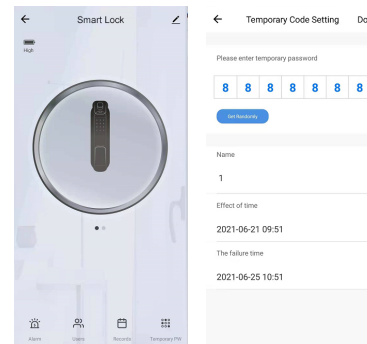 Smart Lock
High
Alarm
Users
Records
Temporary PW
Temporary Code Setting
Do
Please enter temporary password
8 8 8 8 8 8 8
Get Randomly
Name
1
Effect of time
2021-06-21 09:51
The failure time
2021-06-25 10:51